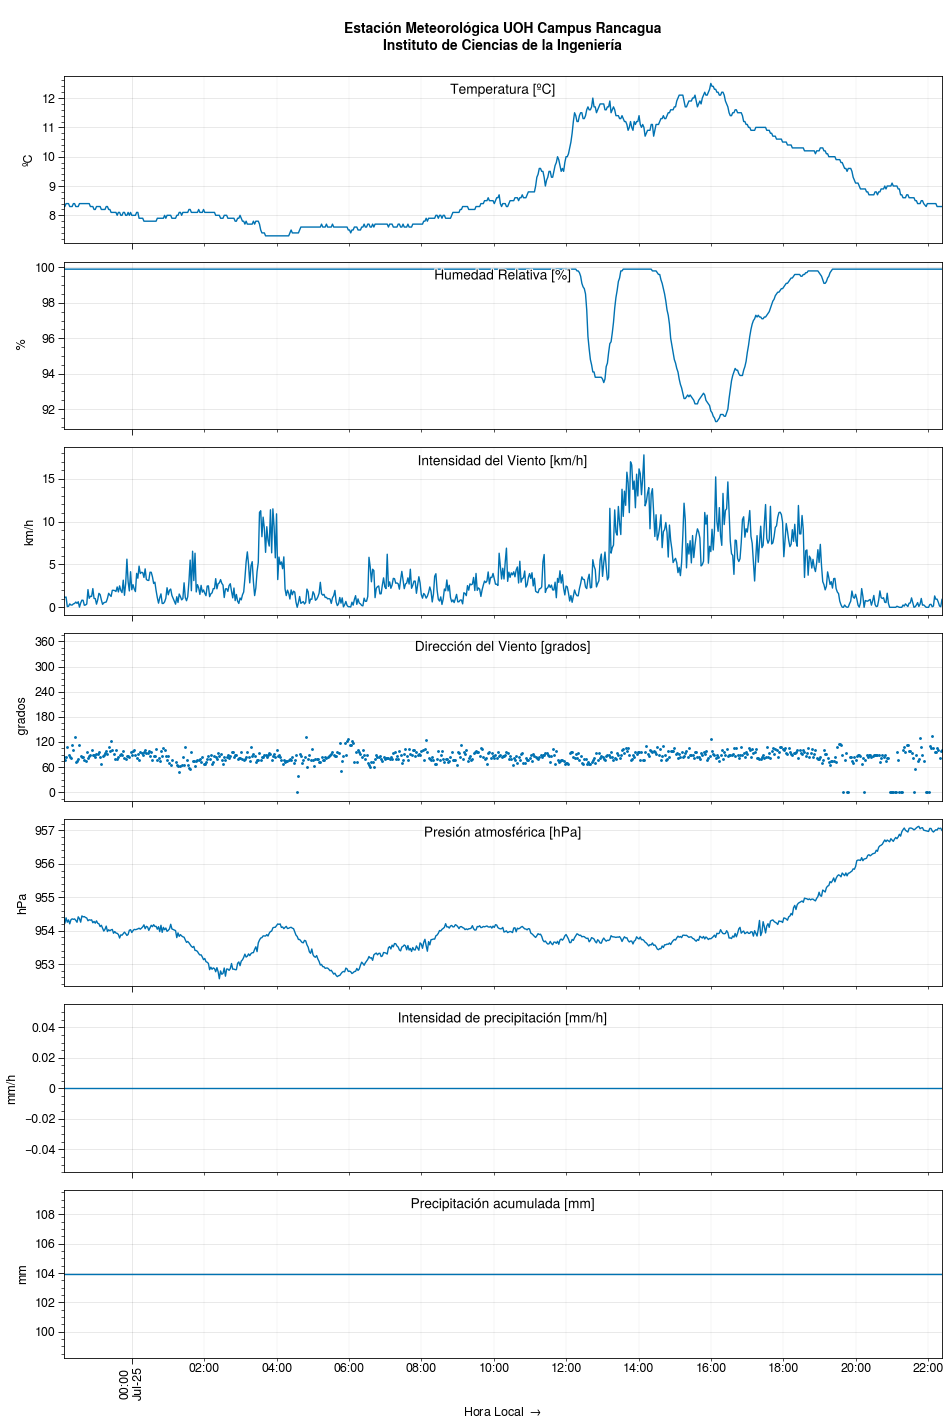 Estación Meteorológica UOH Campus Rancagua
Instituto de Ciencias de la Ingeniería
Temperatura [ºC]
12
11
10
9
8
ºC
Humedad Relativa [%]
100
98
96
94
92
%
Intensidad del Viento [km/h]
15
10
5
0
km/h
Dirección del Viento [grados]
360
300
240
180
120
60
0
grados
Presión atmosférica [hPa]
957
956
955
954
953
hPa
Intensidad de precipitación [mm/h]
0.04
0.02
0
−0.02
−0.04
mm/h
Precipitación acumulada [mm]
108
106
104
102
100
mm
00:00
Jul-25
02:00
04:00
06:00
08:00
10:00
12:00
14:00
16:00
18:00
20:00
22:00
Hora Local →